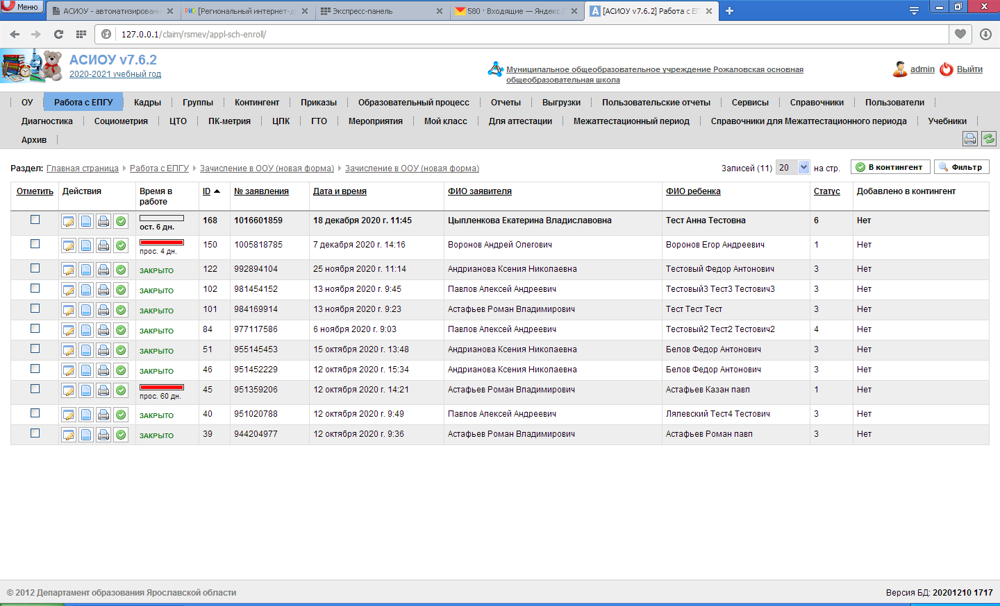 Меню
АСИОУ - автоматизирован
РИД [Региональный интернет-д
Экспресс-панель
580 · Входящие — Яндекс.
[АСИОУ v7.6.2] Работа с ЕП
127.0.0.1/claim/rsmev/appl-sch-enroll/
АСИОУ v7.6.2
2020-2021 учебный год
Муниципальное общеобразовательное учреждение Рожаловская основная
общеобразовательная школа
admin Выйти
ОУ Работа с ЕПГУ Кадры Группы Контингент Приказы Образовательный процесс Отчеты Выгрузки Пользовательские отчеты Сервисы Справочники Пользователи
Диагностика Социометрия ЦТО ПК-метрия ЦПК ГТО Мероприятия Мой класс Для аттестации Межаттестационный период Справочники для Межаттестационного периода Учебники
Архив
Раздел: Главная страница Работа с ЕПГУ Зачисление в ООУ (новая форма) Зачисление в ООУ (новая форма) Записей (11) 20 на стр. В контингент Фильтр
Отметить Действия Время в работе ID № заявления Дата и время ФИО заявителя ФИО ребенка Статус Добавлено в контингент
ост. 6 дн. 168 1016601859 18 декабря 2020 г. 11:45 Цыпленкова Екатерина Владиславовна Тест Анна Тестовна 6 Нет
прос. 4 дн. 150 1005818785 7 декабря 2020 г. 14:16 Воронов Андрей Олегович Воронов Егор Андреевич 1 Нет
ЗАКРЫТО 122 992894104 25 ноября 2020 г. 11:14 Андрианова Ксения Николаевна Тестовый Федор Антонович 3 Нет
ЗАКРЫТО 102 981454152 13 ноября 2020 г. 9:45 Павлов Алексей Андреевич Тестовый3 Тест3 Тестович3 3 Нет
ЗАКРЫТО 101 984169914 13 ноября 2020 г. 9:23 Астафьев Роман Владимирович Тест Тест Тест 3 Нет
ЗАКРЫТО 84 977117586 6 ноября 2020 г. 9:03 Павлов Алексей Андреевич Тестовый2 Тест2 Тестович2 4 Нет
ЗАКРЫТО 51 955145453 15 октября 2020 г. 13:48 Андрианова Ксения Николаевна Белов Федор Антонович 3 Нет
ЗАКРЫТО 46 951452229 12 октября 2020 г. 15:34 Андрианова Ксения Николаевна Белов Федор Антонович 3 Нет
прос. 60 дн. 45 951359206 12 октября 2020 г. 14:21 Астафьев Роман Владимирович Астафьев Казан павп 1 Нет
ЗАКРЫТО 40 951020788 12 октября 2020 г. 9:49 Павлов Алексей Андреевич Лялевский Тест4 Тестович 3 Нет
ЗАКРЫТО 39 944204977 12 октября 2020 г. 9:36 Астафьев Роман Владимирович Астафьев Роман павп 3 Нет
© 2012 Департамент образования Ярославской области Версия БД: 20201210 1717